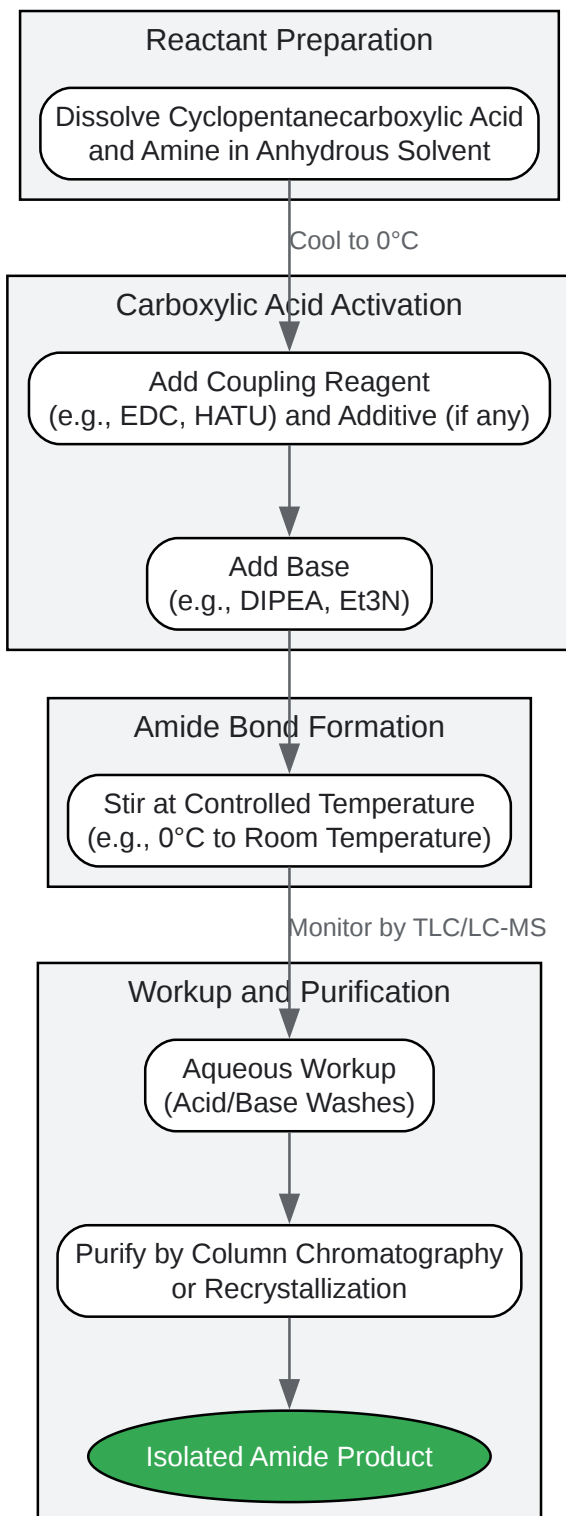 Reactant Preparation
Dissolve Cyclopentanecarboxylic Acid
and Amine in Anhydrous Solvent
Cool to 0°C
Carboxylic Acid Activation
Add Coupling Reagent
(e.g., EDC, HATU) and Additive (if any)
Add Base
(e.g., DIPEA, Et3N)
Amide Bond Formation
Stir at Controlled Temperature
(e.g., 0°C to Room Temperature)
Monitor by TLC/LC-MS
Workup and Purification
Aqueous Workup
(Acid/Base Washes)
Purify by Column Chromatography
or Recrystallization
Isolated Amide Product